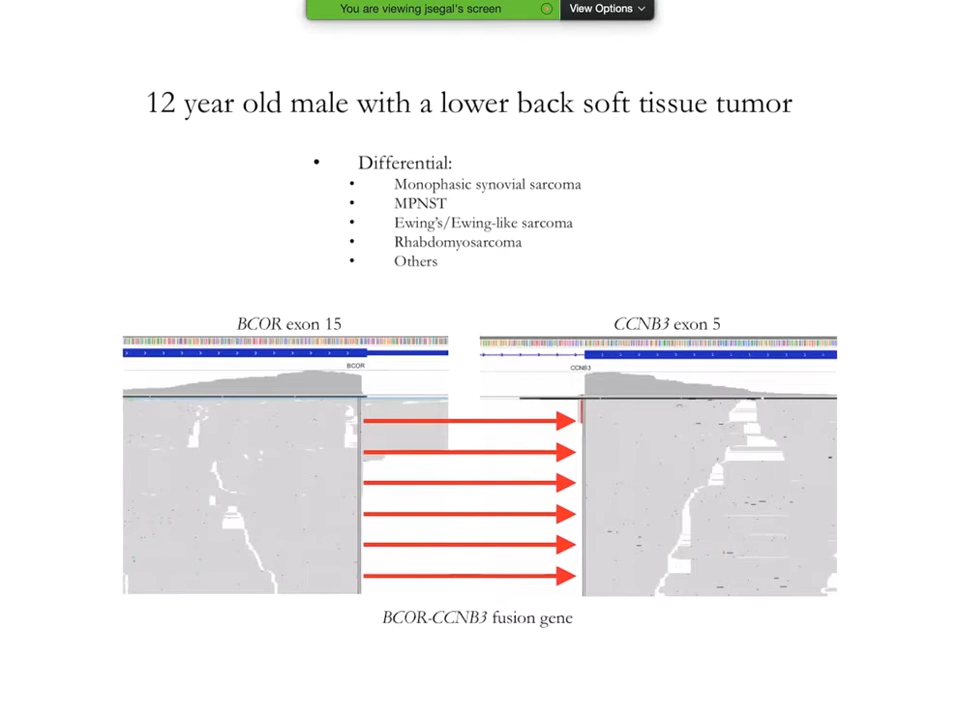 You are viewing jsegal's screen
View Options
12 year old male with a lower back soft tissue tumor
• Differential:
• Monophasic synovial sarcoma
• MPNST
• Ewing's/Ewing-like sarcoma
• Rhabdomyosarcoma
• Others
BCOR exon 15
CCNB3 exon 5
BCOR
CCNB3
BCOR-CCNB3 fusion gene